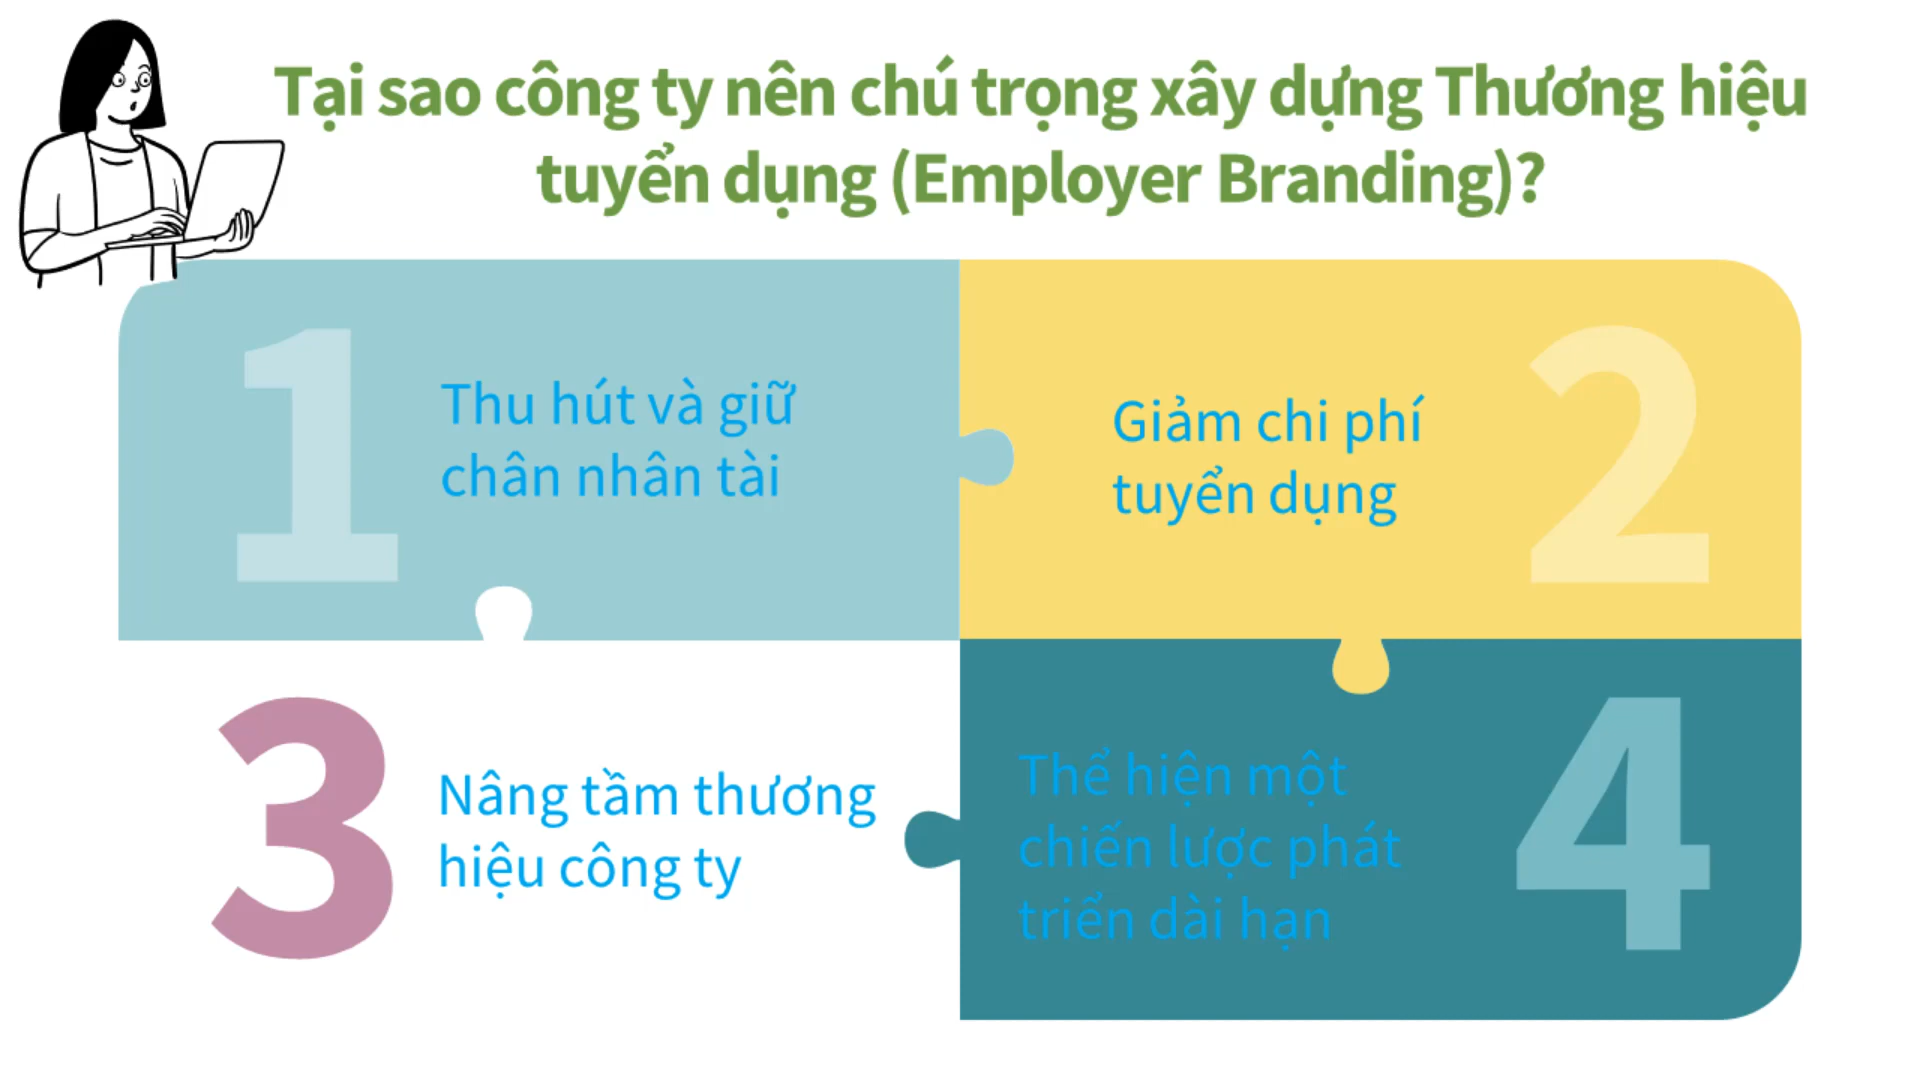 Tại sao công ty nên chú trọng xây dựng Thương hiệu
tuyển dụng (Employer Branding)?
1
Thu hút và giữ
chân nhân tài
2
Giảm chi phí
tuyển dụng
3
Nâng tầm thương
hiệu công ty
4
Thể hiện một
chiến lược phát
triển dài hạn